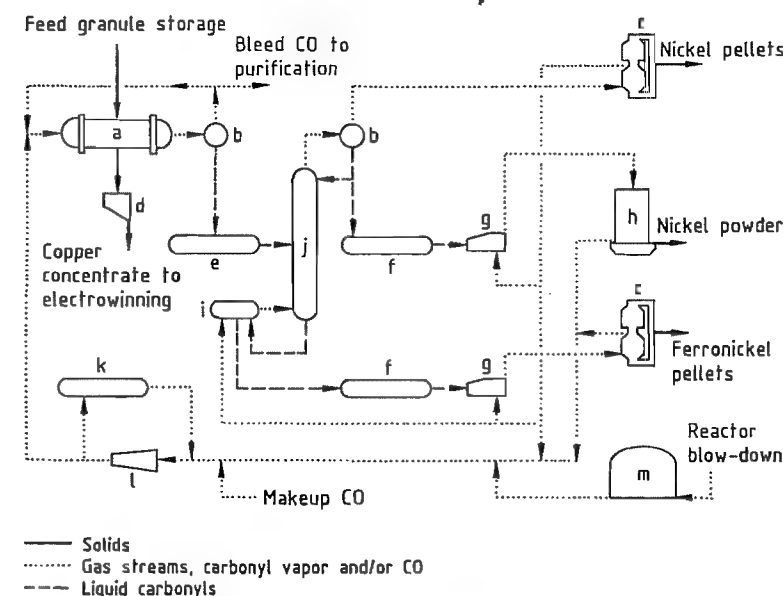 Feed granule storage
Bleed CO to
purification
c
Nickel pellets
a
b
b
d
Copper
concentrate to
electrowinning
e
j
f
g
h
Nickel powder
i
c
Ferronickel
pellets
k
f
g
l
Makeup CO
Reactor
blow-down
m
Solids
Gas streams, carbonyl vapor and/or CO
Liquid carbonyls